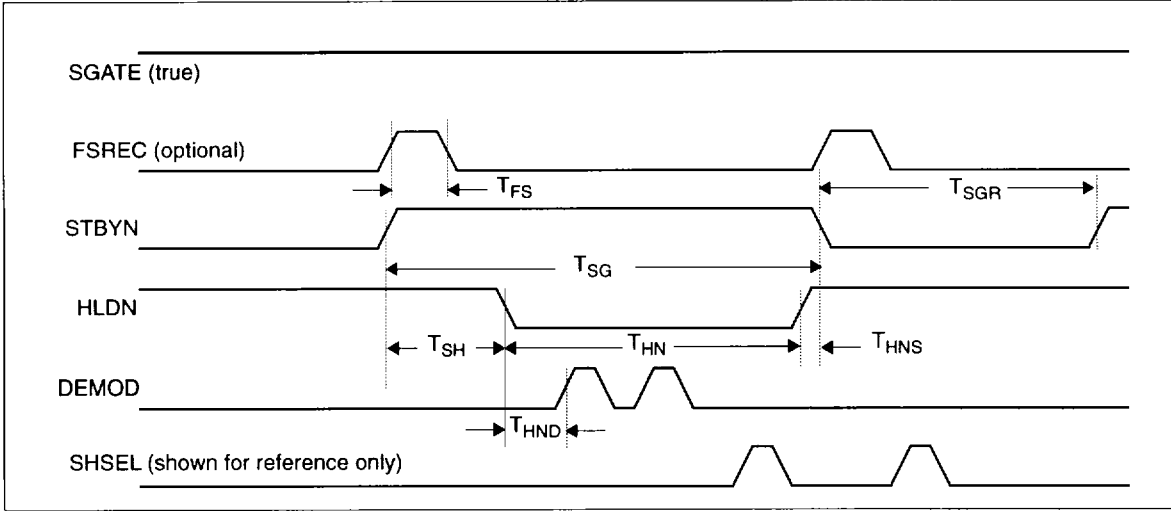 SGATE (true)
FSREC (optional)
TFS
TSGR
STBYN
TSG
HLDN
TSH
THN
THNS
DEMOD
THND
SHSEL (shown for reference only)